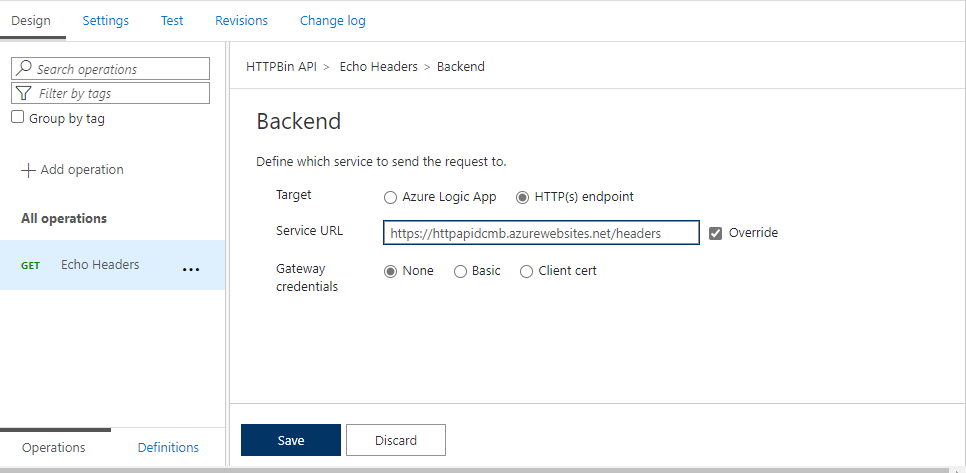 Design Settings Test Revisions Change log
Search operations
Filter by tags
Group by tag
Add operation
All operations
GET Echo Headers ...
Operations Definitions
HTTPBin API > Echo Headers > Backend
Backend
Define which service to send the request to.
Target Azure Logic App HTTP(s) endpoint
Service URL https://httpapidcmb.azurewebsites.net/headers Override
Gateway
credentials None Basic Client cert
Save Discard